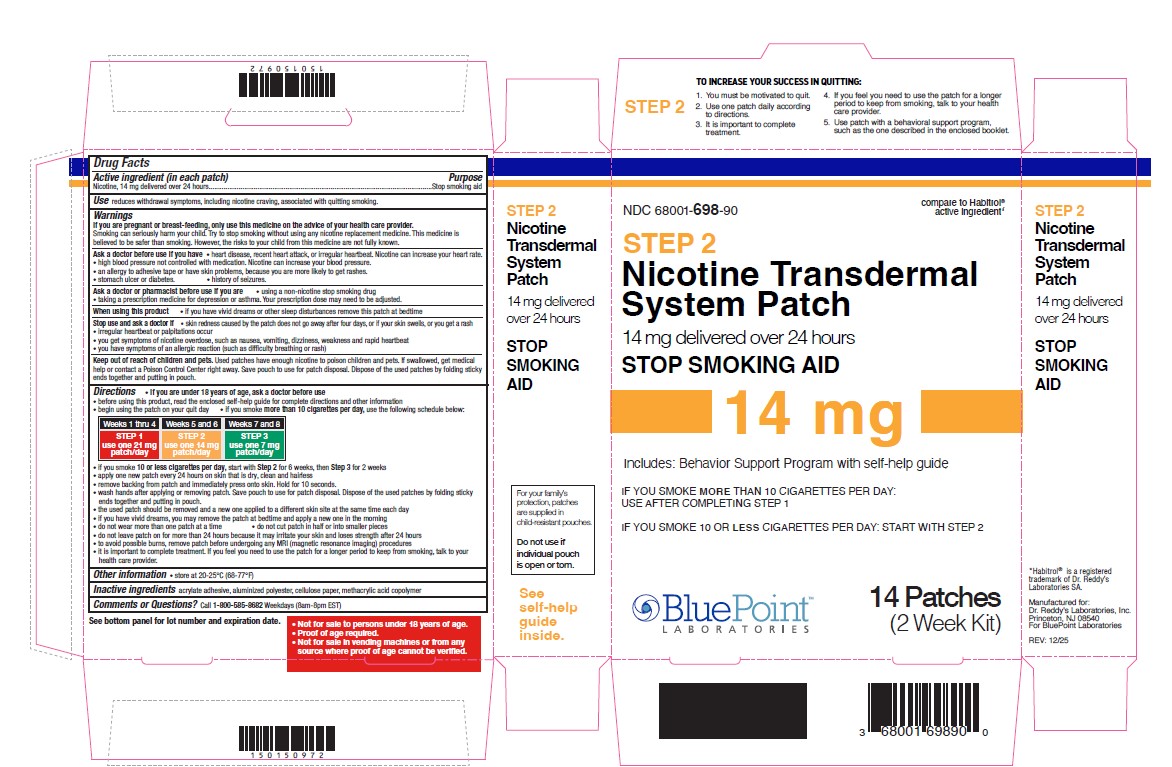 150150972
Drug Facts
Active ingredient (in each patch) Purpose
Nicotine, 14 mg delivered over 24 hours..........Stop smoking aid
Use reduces withdrawal symptoms, including nicotine craving, associated with quitting smoking.
Warnings
If you are pregnant or breast-feeding, only use this medicine on the advice of your health care provider.
Smoking can seriously harm your child. Try to stop smoking without using any nicotine replacement medicine. This medicine is
believed to be safer than smoking. However, the risks to your child from this medicine are not fully known.
Ask a doctor before use if you have • heart disease, recent heart attack, or irregular heartbeat. Nicotine can increase your heart rate.
• high blood pressure not controlled with medication. Nicotine can increase your blood pressure.
• an allergy to adhesive tape or have skin problems, because you are more likely to get rashes.
• stomach ulcer or diabetes. • history of seizures.
Ask a doctor or pharmacist before use if you are • using a non-nicotine stop smoking drug
• taking a prescription medicine for depression or asthma. Your prescription dose may need to be adjusted.
When using this product • if you have vivid dreams or other sleep disturbances remove this patch at bedtime
Stop use and ask a doctor if • skin redness caused by the patch does not go away after four days, or if your skin swells, or you get a rash
• irregular heartbeat or palpitations occur
• you get symptoms of nicotine overdose, such as nausea, vomiting, dizziness, weakness and rapid heartbeat
• you have symptoms of an allergic reaction (such as difficulty breathing or rash)
Keep out of reach of children and pets. Used patches have enough nicotine to poison children and pets. If swallowed, get medical
help or contact a Poison Control Center right away. Save pouch to use for patch disposal. Dispose of the used patches by folding sticky
ends together and putting in pouch.
Directions • if you are under 18 years of age, ask a doctor before use
• before using this product, read the enclosed self-help guide for complete directions and other information
• begin using the patch on your quit day • if you smoke more than 10 cigarettes per day, use the following schedule below:
Weeks 1 thru 4 Weeks 5 and 6 Weeks 7 and 8
STEP 1 STEP 2 STEP 3
use one 21 mg use one 14 mg use one 7 mg
patch/day patch/day patch/day
• if you smoke 10 or less cigarettes per day, start with Step 2 for 6 weeks, then Step 3 for 2 weeks
• apply one new patch every 24 hours on skin that is dry, clean and hairless
• remove backing from patch and immediately press onto skin. Hold for 10 seconds.
• wash hands after applying or removing patch. Save pouch to use for patch disposal. Dispose of the used patches by folding sticky
ends together and putting in pouch.
• the used patch should be removed and a new one applied to a different skin site at the same time each day
• if you have vivid dreams, you may remove the patch at bedtime and apply a new one in the morning
• do not wear more than one patch at a time • do not cut patch in half or into smaller pieces
• do not leave patch on for more than 24 hours because it may irritate your skin and loses strength after 24 hours
• to avoid possible burns, remove patch before undergoing any MRI (magnetic resonance imaging) procedures
• it is important to complete treatment. If you feel you need to use the patch for a longer period to keep from smoking, talk to your
health care provider.
Other information • store at 20-25°C (68-77°F)
Inactive ingredients acrylate adhesive, aluminized polyester, cellulose paper, methacrylic acid copolymer
Comments or Questions? Call 1-800-585-8682 Weekdays (8am-8pm EST)
See bottom panel for lot number and expiration date.
• Not for sale to persons under 18 years of age.
• Proof of age required.
• Not for sale in vending machines or from any
source where proof of age cannot be verified.
150150972
STEP 2
Nicotine
Transdermal
System
Patch
14 mg delivered
over 24 hours
STOP
SMOKING
AID
For your family's
protection, patches
are supplied in
child-resistant pouches.
Do not use if
individual pouch
is open or torn.
See
self-help
guide
inside.
STEP 2
TO INCREASE YOUR SUCCESS IN QUITTING:
1. You must be motivated to quit.
2. Use one patch daily according
to directions.
3. It is important to complete
treatment.
4. If you feel you need to use the patch for a longer
period to keep from smoking, talk to your health
care provider.
5. Use patch with a behavioral support program,
such as the one described in the enclosed booklet.
NDC 68001-698-90
compare to Habitrol®
active ingredient*
STEP 2
Nicotine Transdermal
System Patch
14 mg delivered over 24 hours
STOP SMOKING AID
14 mg
Includes: Behavior Support Program with self-help guide
IF YOU SMOKE MORE THAN 10 CIGARETTES PER DAY:
USE AFTER COMPLETING STEP 1
IF YOU SMOKE 10 OR LESS CIGARETTES PER DAY: START WITH STEP 2
BluePoint™
LABORATORIES
14 Patches
(2 Week Kit)
3 68001 69890 0
STEP 2
Nicotine
Transdermal
System
Patch
14 mg delivered
over 24 hours
STOP
SMOKING
AID
*Habitrol® is a registered
trademark of Dr. Reddy's
Laboratories SA.
Manufactured for:
Dr. Reddy's Laboratories, Inc.
Princeton, NJ 08540
For BluePoint Laboratories
REV: 12/25